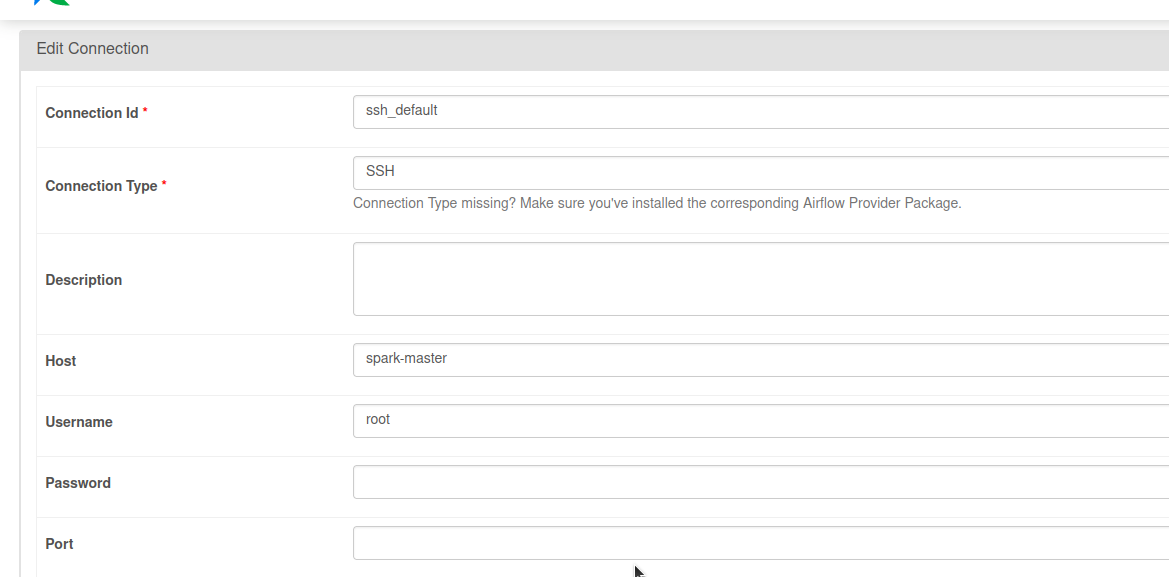 Edit Connection
Connection Id *
ssh_default
Connection Type *
SSH
Connection Type missing? Make sure you've installed the corresponding Airflow Provider Package.
Description
Host
spark-master
Username
root
Password
Port